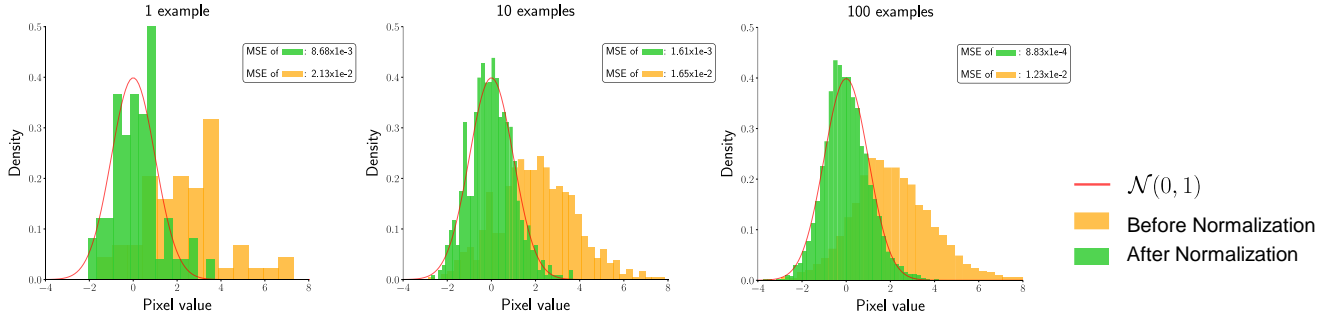 1 example
MSE of : 8.68x1e-3
MSE of : 2.13x1e-2
Density
0.5
0.4
0.3
0.2
0.1
0.0
−4 −2 0 2 4 6 8
Pixel value
10 examples
MSE of : 1.61x1e-3
MSE of : 1.65x1e-2
Density
0.5
0.4
0.3
0.2
0.1
0.0
−4 −2 0 2 4 6 8
Pixel value
100 examples
MSE of : 8.83x1e-4
MSE of : 1.23x1e-2
Density
0.5
0.4
0.3
0.2
0.1
0.0
−4 −2 0 2 4 6 8
Pixel value
𝒩(0, 1)
Before Normalization
After Normalization